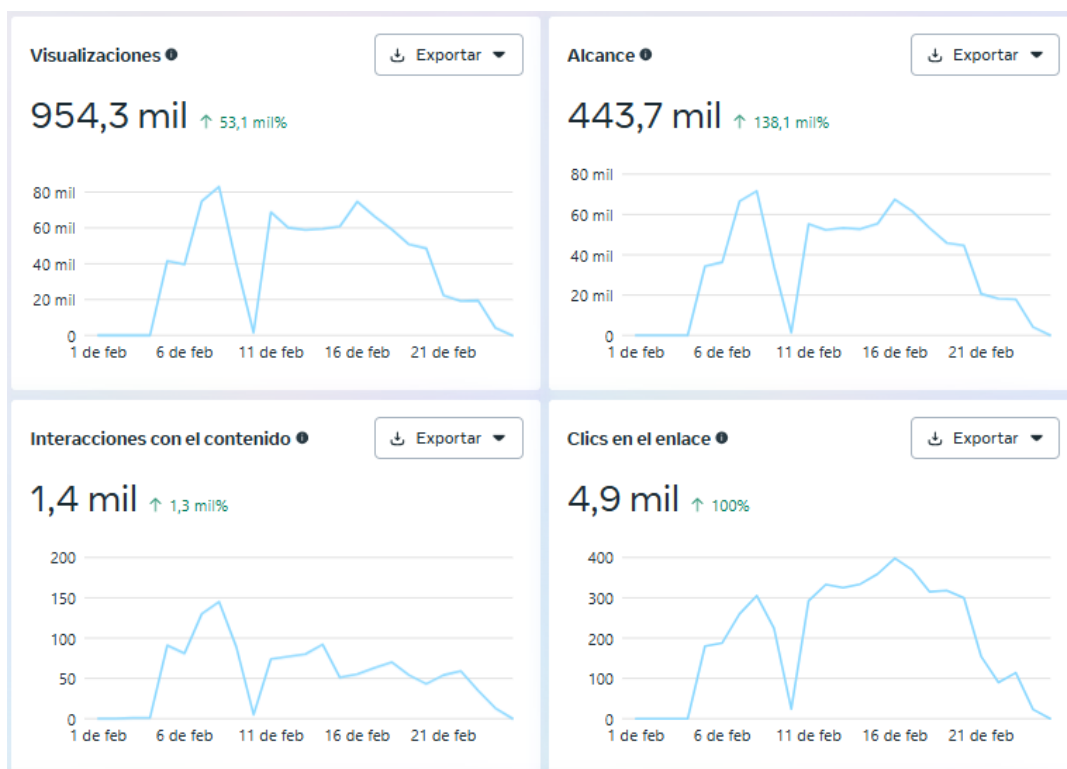 Visualizaciones
Exportar
954,3 mil ↑ 53,1 mil%
80 mil
60 mil
40 mil
20 mil
0
1 de feb 6 de feb 11 de feb 16 de feb 21 de feb
Alcance
Exportar
443,7 mil ↑ 138,1 mil%
80 mil
60 mil
40 mil
20 mil
0
1 de feb 6 de feb 11 de feb 16 de feb 21 de feb
Interacciones con el contenido
Exportar
1,4 mil ↑ 1,3 mil%
200
150
100
50
0
1 de feb 6 de feb 11 de feb 16 de feb 21 de feb
Clics en el enlace
Exportar
4,9 mil ↑ 100%
400
300
200
100
0
1 de feb 6 de feb 11 de feb 16 de feb 21 de feb